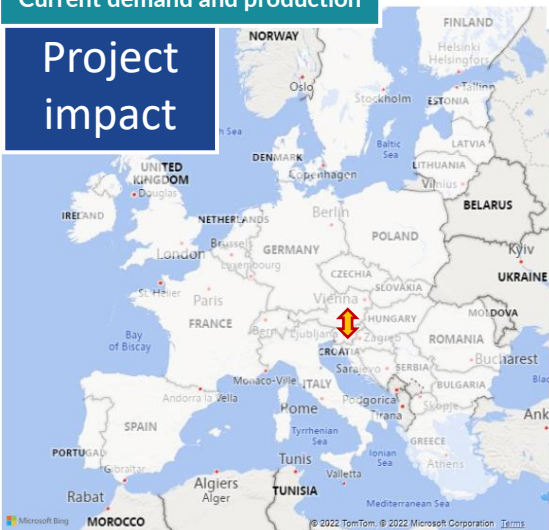 Current demand and production
Project
impact
FINLAND
NORWAY
Helsinki
Helsingfors
Oslo
Tallinn
Stockholm
ESTONIA
Sea
Baltic
Sea
LATVIA
DENMARK
Copenhagen
LITHUANIA
Vilnius
UNITED
KINGDOM
Douglas
BELARUS
IRELAND
NETHERLANDS
Berlin
POLAND
London
Brussels
GERMANY
Kyiv
Luxembourg
CZECHIA
UKRAINE
St. Helier
Paris
SLOVAKIA
Vienna
FRANCE
HUNGARY
MOLDOVA
Bern
Ljubljana
Zagreb
Bay
of Biscay
CROATIA
ROMANIA
Sarajevo
SERBIA
Bucharest
Monaco-Ville
ITALY
BULGARIA
Blac
Andorra la Vella
Podgorica
Skopje
Rome
Tirana
Ank
SPAIN
Tyrrhenian
Sea
GREECE
PORTUGAL
Ionian
Sea
Athens
Gibraltar
Tunis
Valletta
Algiers
Alger
Rabat
TUNISIA
Mediterranean Sea
Microsoft Bing
MOROCCO
© 2022 TomTom, © 2022 Microsoft Corporation Terms